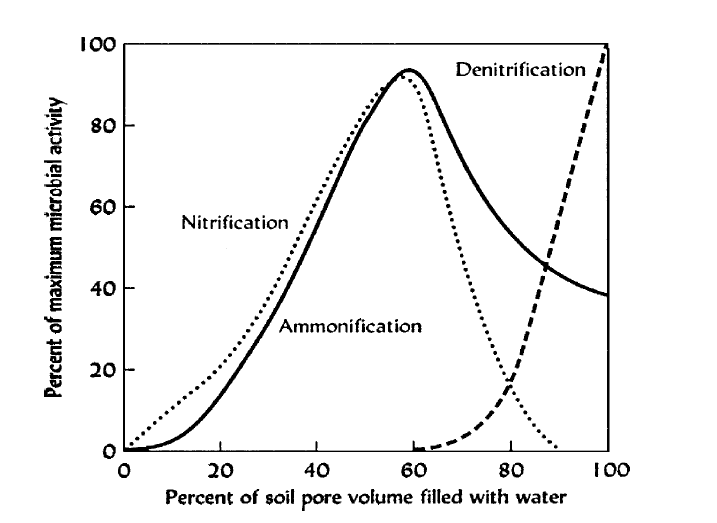 100
Denitrification
80
60
Nitrification
40
Ammonification
20
0
0 20 40 60 80 100
Percent of soil pore volume filled with water
Percent of maximum microbial activity